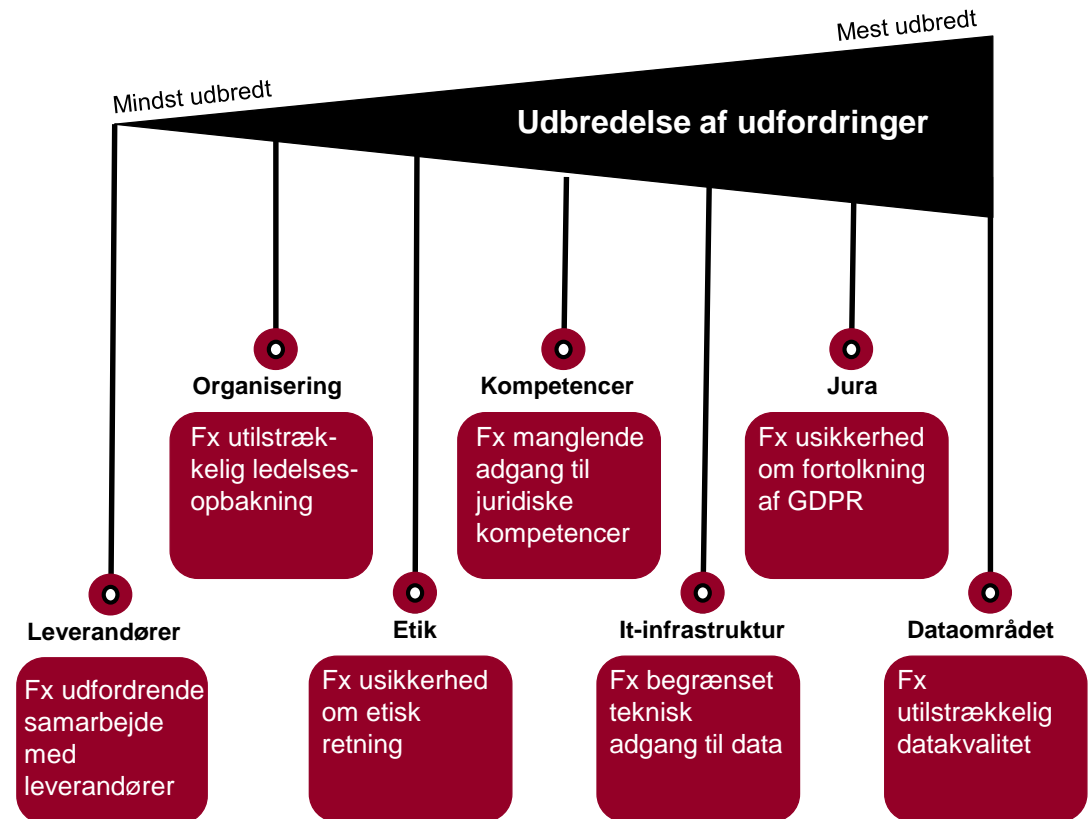 Mest udbredt
Mindst udbredt
Udbredelse af udfordringer
Organisering
Fx utilstræk-
kelig ledelses-
opbakning
Kompetencer
Fx manglende
adgang til
juridiske
kompetencer
Jura
Fx usikkerhed
om fortolkning
af GDPR
Leverandører
Fx udfordrende
samarbejde
med
leverandører
Etik
Fx usikkerhed
om etisk
retning
It-infrastruktur
Fx begrænset
teknisk
adgang til data
Dataområdet
Fx
utilstrækkelig
datakvalitet